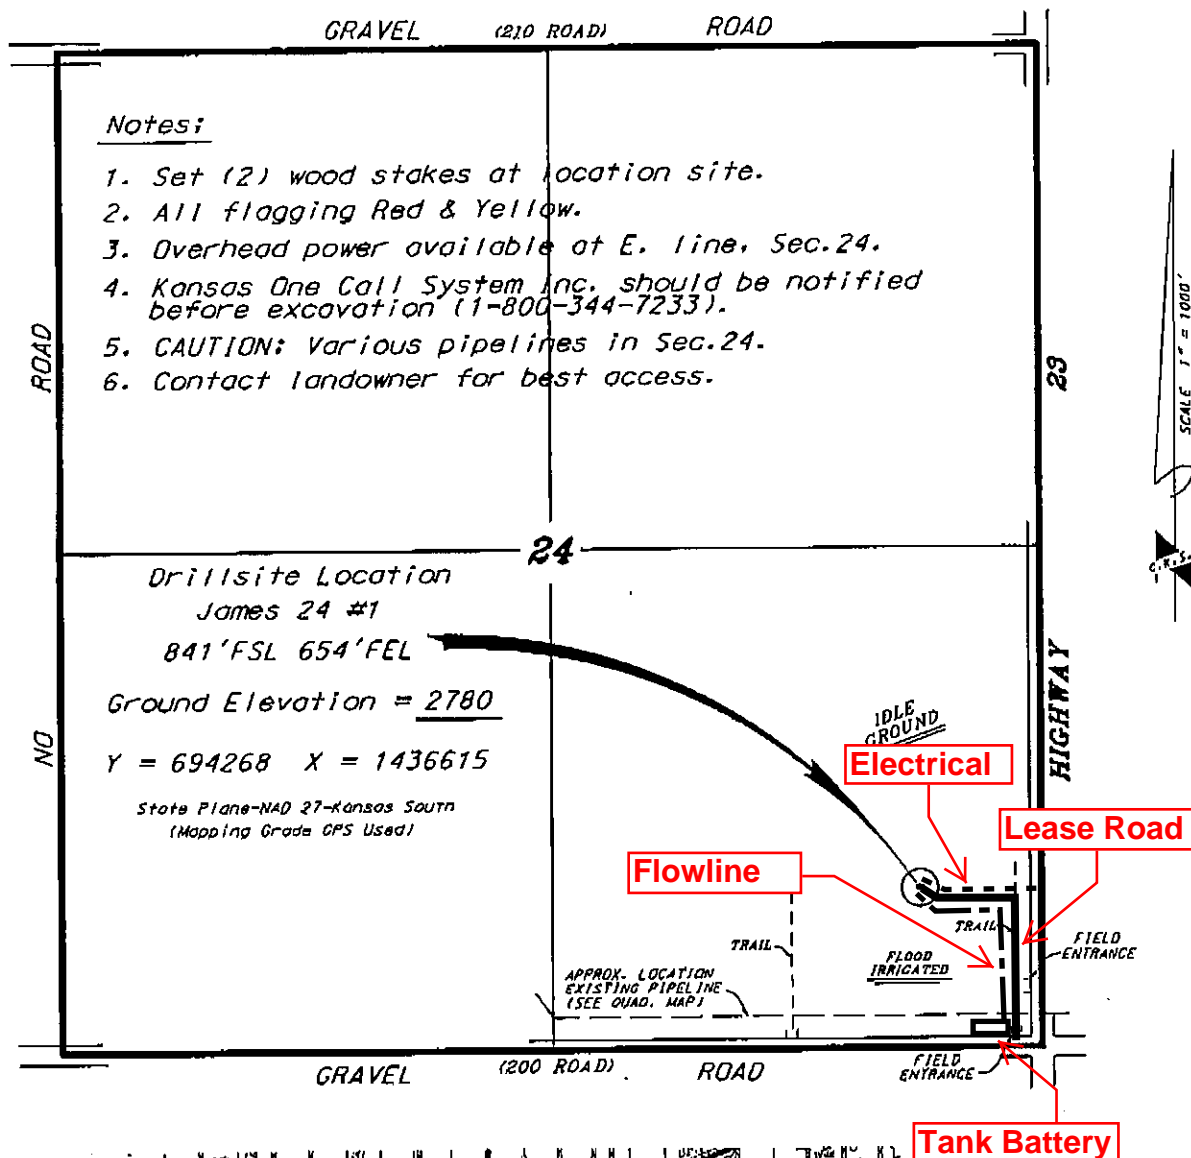 GRAVEL (210 ROAD) ROAD
Notes:
1. Set (2) wood stakes at location site.
2. All flagging Red & Yellow.
3. Overhead power available at E. line, Sec.24.
4. Kansas One Call System Inc. should be notified
before excavation (1-800-344-7233).
5. CAUTION: Various pipelines in Sec.24.
6. Contact landowner for best access.
ROAD
NO
23
HIGHWAY
SCALE 1" = 1000'
24
Drillsite Location
James 24 #1
841'FSL 654'FEL
Ground Elevation = 2780
Y = 694268 X = 1436615
State Plane-NAD 27-Kansas South
(Mapping Grade GPS Used)
IDLE
GROUND
Electrical
Lease Road
Flowline
TRAIL
TRAIL
FIELD
ENTRANCE
FLOOD
IRRIGATED
APPROX. LOCATION
EXISTING PIPELINE
(SEE QUAD. MAP)
GRAVEL (200 ROAD) ROAD
FIELD
ENTRANCE
Tank Battery